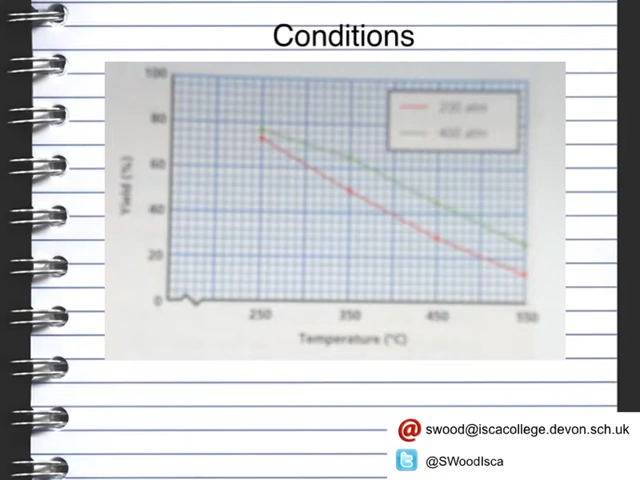 Conditions
100
200 atm
80
400 atm
60
Yield (%)
40
20
0
250 350 450 550
Temperature (°C)
swood@iscacollege.devon.sch.uk
@SWoodIsca